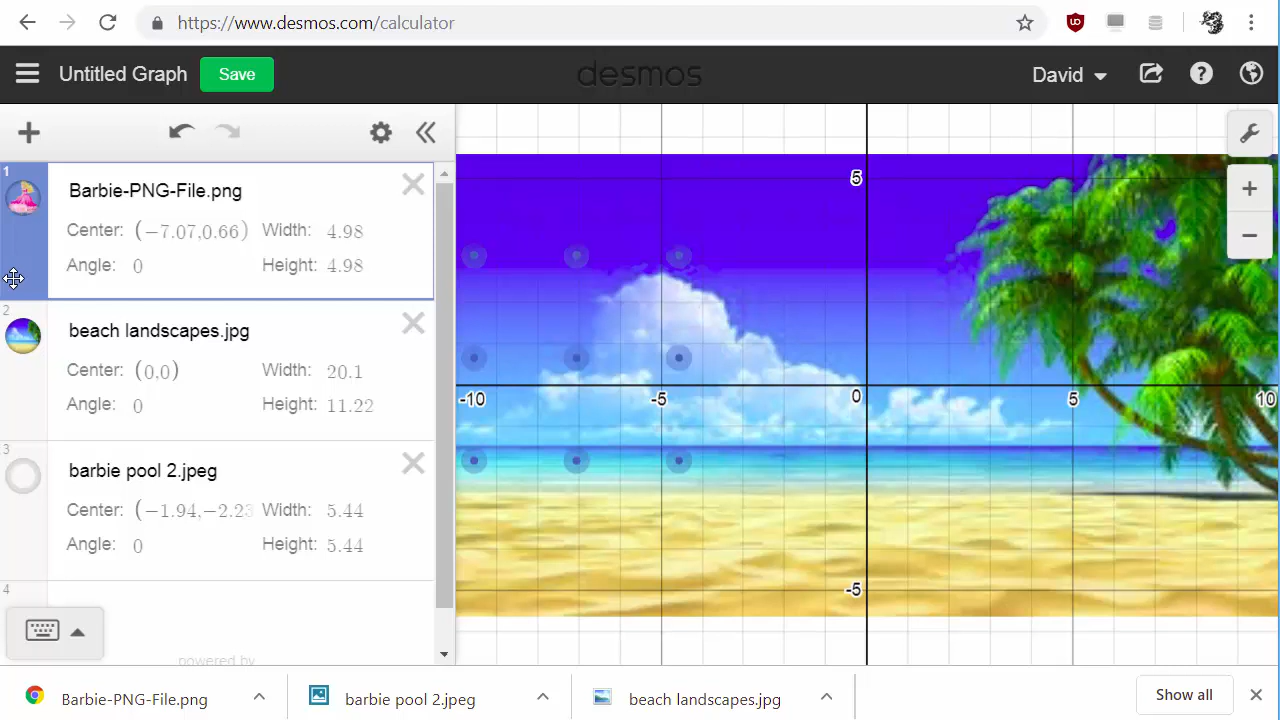 https://www.desmos.com/calculator
Untitled Graph
Save
desmos
David
1
Barbie-PNG-File.png
Center: (−7.07,0.66) Width: 4.98
Angle: 0 Height: 4.98
2
beach landscapes.jpg
Center: (0,0) Width: 20.1
Angle: 0 Height: 11.22
3
barbie pool 2.jpeg
Center: (−1.94,−2.23 Width: 5.44
Angle: 0 Height: 5.44
4
powered by
5
-10 -5 0 5 10
-5
Barbie-PNG-File.png
barbie pool 2.jpeg
beach landscapes.jpg
Show all